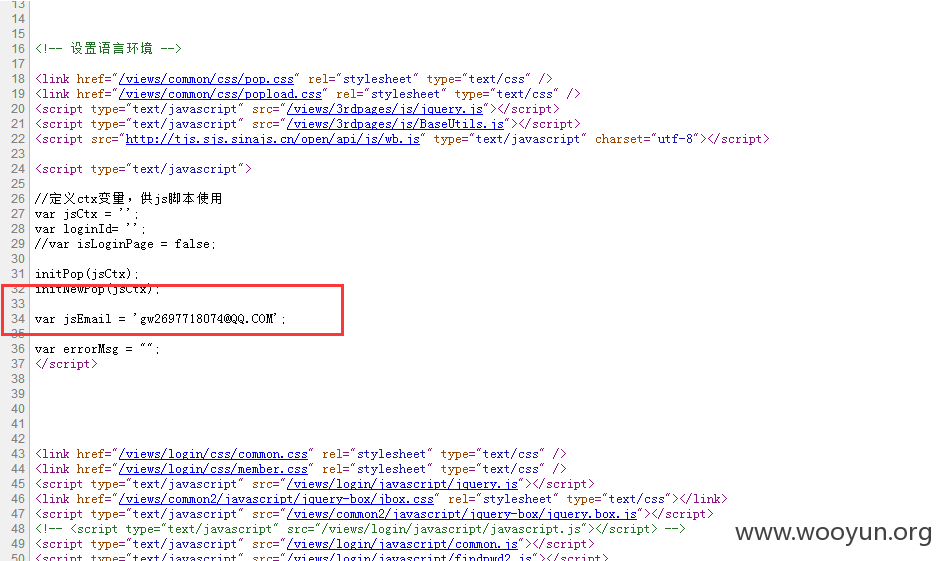 13
14
15
16 <!-- 设置语言环境 -->
17
18 <link href="/views/common/css/pop.css" rel="stylesheet" type="text/css" />
19 <link href="/views/common/css/popload.css" rel="stylesheet" type="text/css" />
20 <script type="text/javascript" src="/views/3rdpages/js/jquery.js"></script>
21 <script type="text/javascript" src="/views/3rdpages/js/BaseUtils.js"></script>
22 <script src="http://tjs.sjs.sinajs.cn/open/api/js/wb.js" type="text/javascript" charset="utf-8"></script>
23
24 <script type="text/javascript">
25
26 //定义ctx变量，供js脚本使用
27 var jsCtx = '';
28 var loginId= '';
29 //var isLoginPage = false;
30
31 initPop(jsCtx);
32 initNewPop(jsCtx);
33
34 var jsEmail = 'gw2697718074@QQ.COM';
35
36 var errorMsg = "";
37 </script>
38
39
40
41
42
43 <link href="/views/login/css/common.css" rel="stylesheet" type="text/css" />
44 <link href="/views/login/css/member.css" rel="stylesheet" type="text/css" />
45 <script type="text/javascript" src="/views/login/javascript/jquery.js"></script>
46 <link href="/views/common2/javascript/jquery-box/jbox.css" rel="stylesheet" type="text/css"></link>
47 <script type="text/javascript" src="/views/common2/javascript/jquery-box/jquery.box.js"></script>
48 <!-- <script type="text/javascript" src="/views/login/javascript/javascript.js"></script> -->
49 <script type="text/javascript" src="/views/login/javascript/common.js"></script>
50 <script type="text/javascript" src="/views/login/javascript/findpwd2.js"></script>
www.wooyun.org